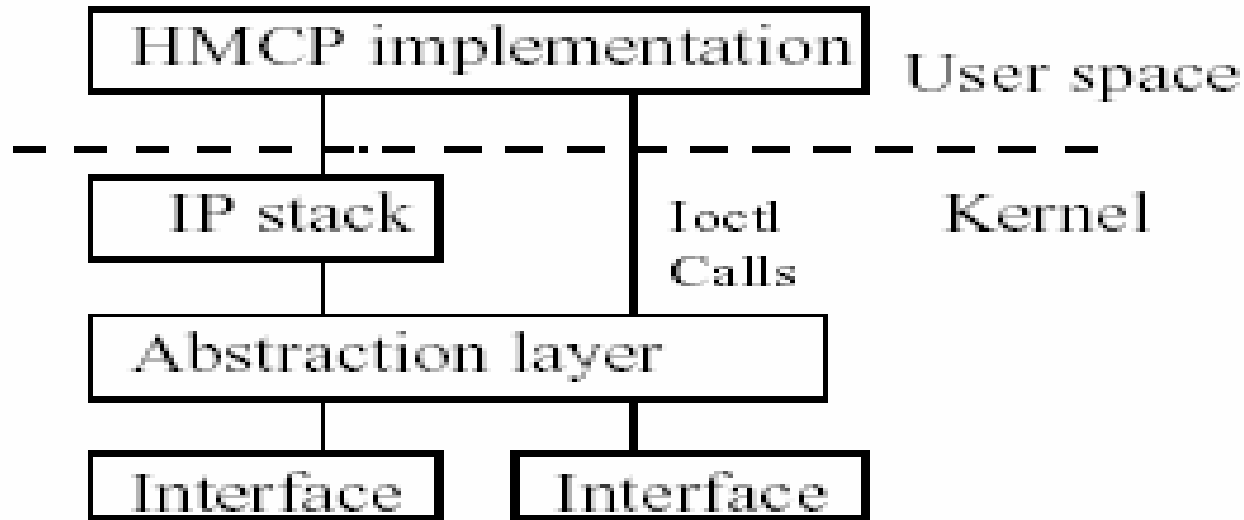 HMCP implementation
User space
IP stack
Ioctl
Calls
Kernel
Abstraction layer
Interface
Interface